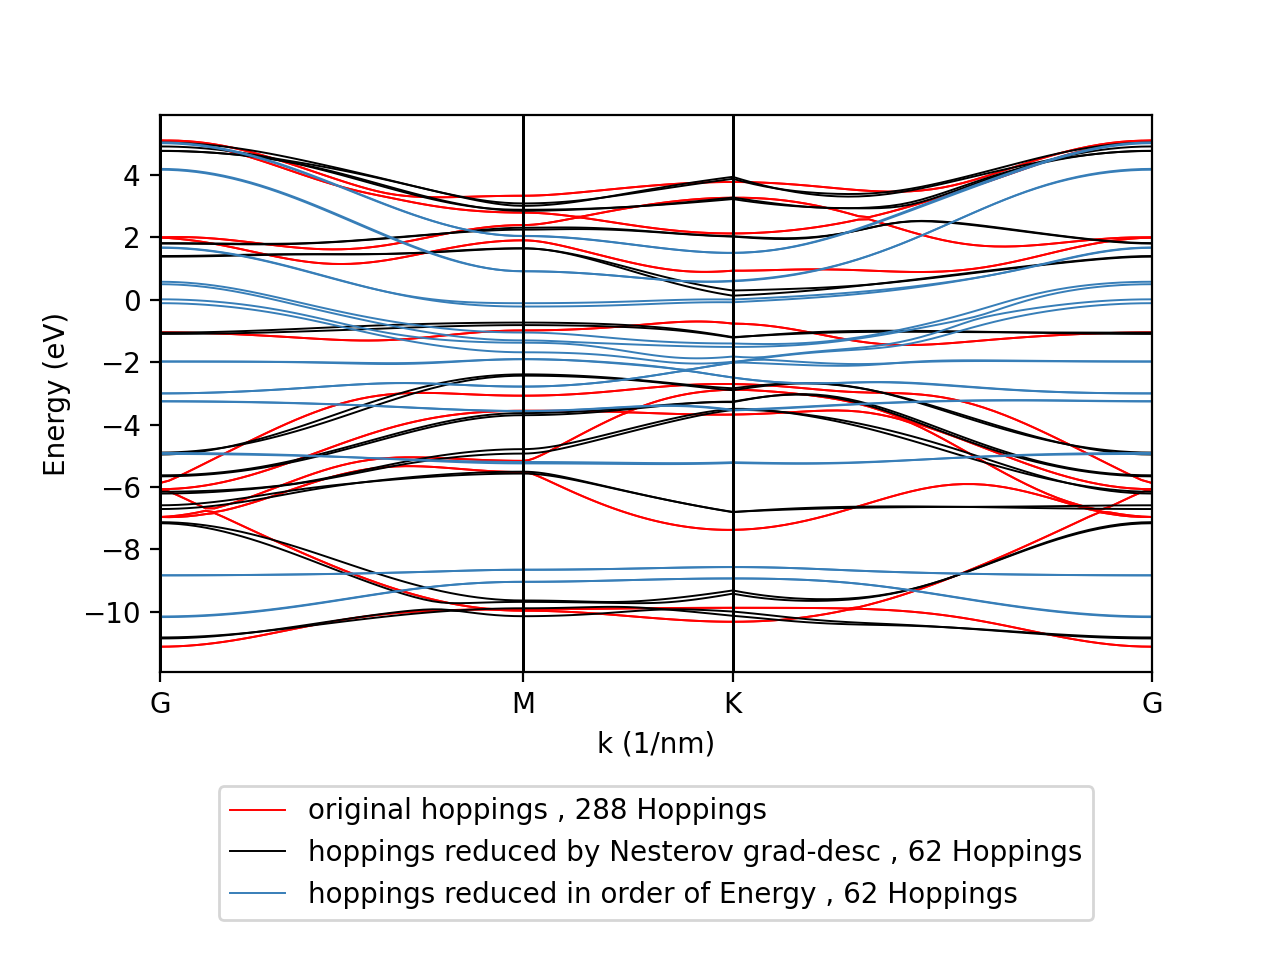 4
2
0
−2
−4
−6
−8
−10
Energy (eV)
G
M
K
G
k (1/nm)
original hoppings , 288 Hoppings
hoppings reduced by Nesterov grad-desc , 62 Hoppings
hoppings reduced in order of Energy , 62 Hoppings